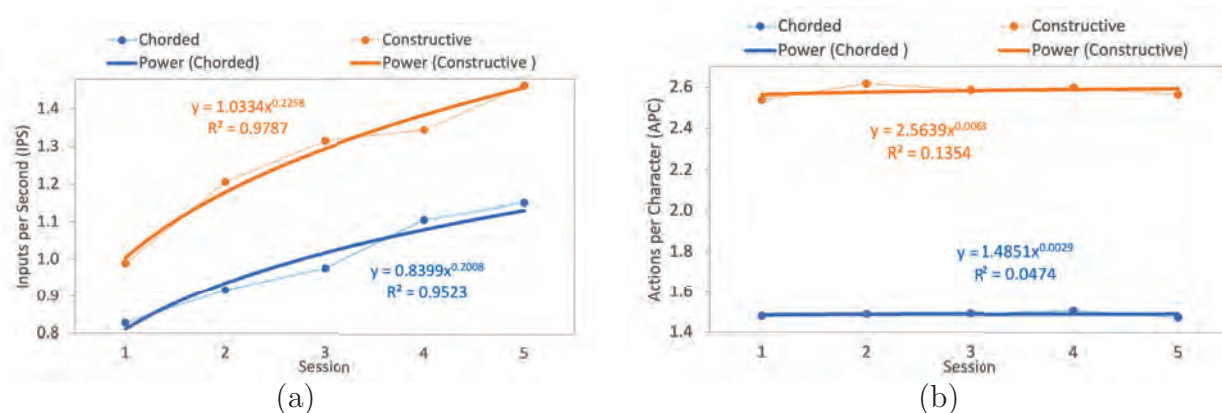 Chorded
Constructive
Power (Chorded)
Power (Constructive )
Inputs per Second (IPS)
1.4
1.3
1.2
1.1
1.0
0.9
0.8
y = 1.0334x^0.2258
R² = 0.9787
y = 0.8399x^0.2008
R² = 0.9523
1 2 3 4 5
Session
(a)
Chorded
Constructive
Power (Chorded )
Power (Constructive)
Actions per Character (APC)
2.6
2.4
2.2
2.0
1.8
1.6
1.4
y = 2.5639x^0.0063
R² = 0.1354
y = 1.4851x^0.0029
R² = 0.0474
1 2 3 4 5
Session
(b)